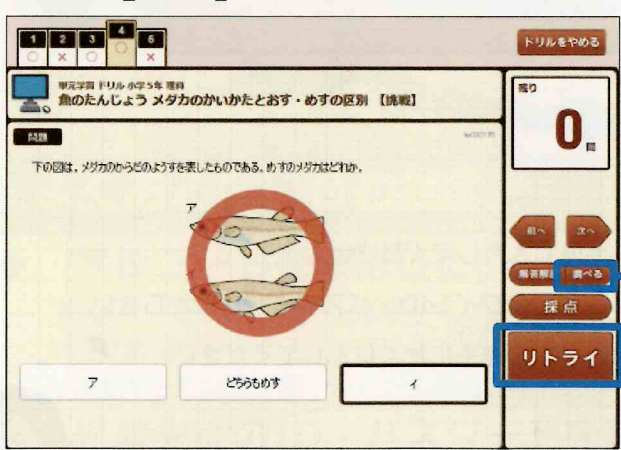 1 2 3 4 5
○ × ○ ○ ×
ドリルをやめる
単元学習 ドリル 小学5年 理科
魚のたんじょう メダカのかいかたとおす・めすの区別 【挑戦】
残り
0問
問題
下の図は、メダカのからだのようすを表したものである。めすのメダカはどれか。
ア
前へ 次へ
調べる
採点
リトライ
ア どちらもめす イ